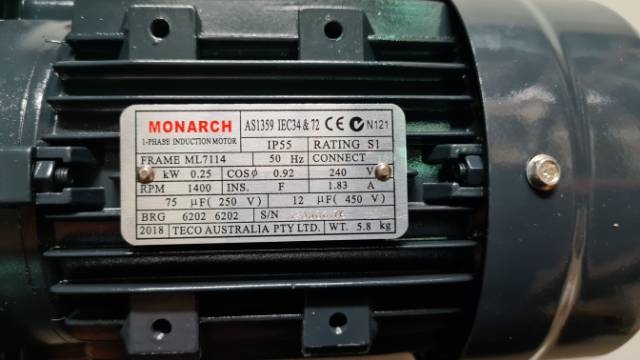 MONARCH AS1359 IEC34 & 72 CE N121
1-PHASE INDUCTION MOTOR IP55 RATING S1
FRAME ML7114 50 Hz CONNECT
kW 0.25 COSø 0.92 240 V
RPM 1400 INS. F 1.83 A
75 µF( 250 V) 12 µF( 450 V)
BRG 6202 6202 S/N
2018 TECO AUSTRALIA PTY LTD. WT. 5.8 kg